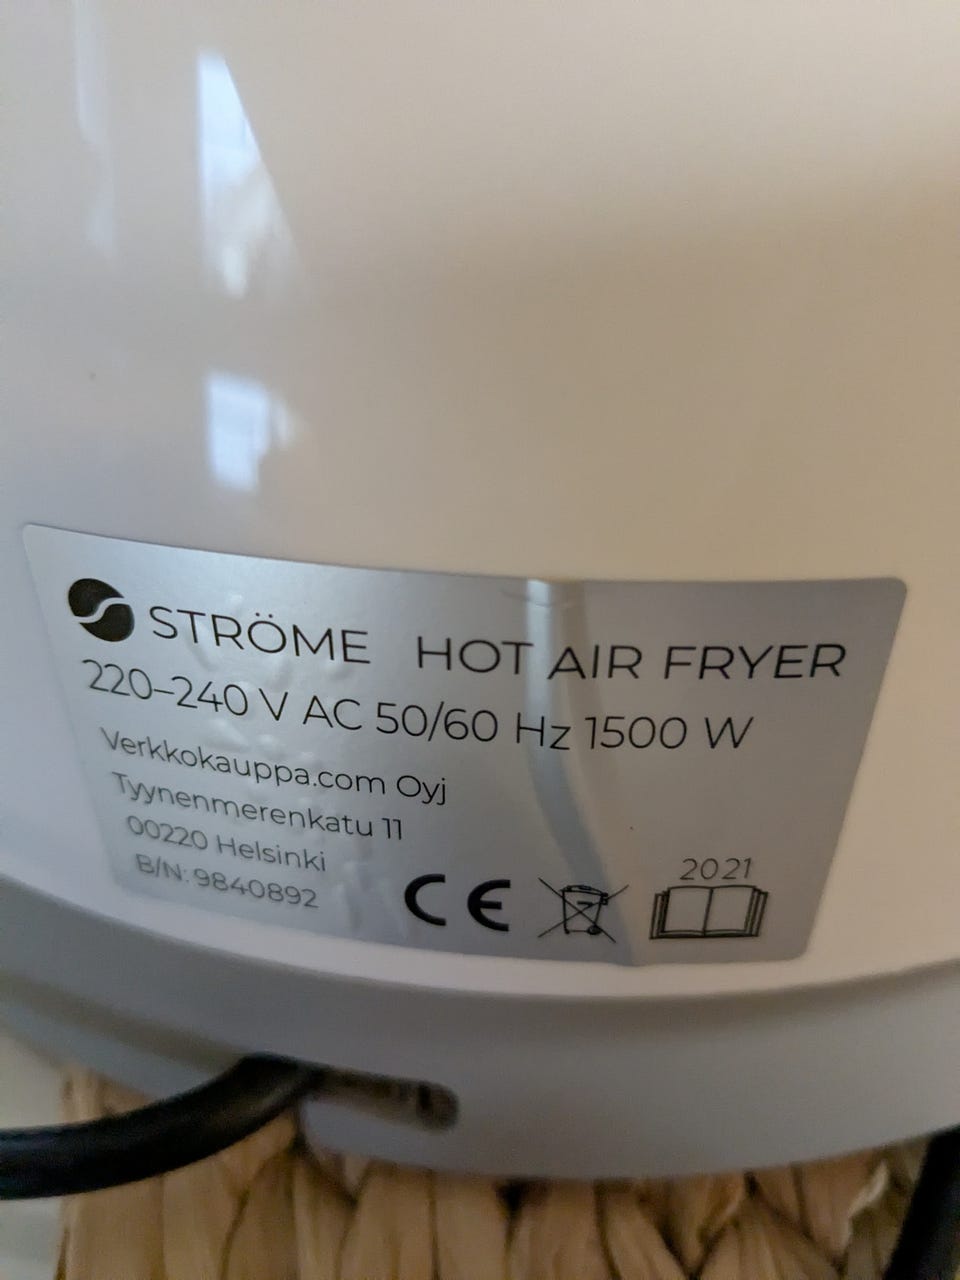 STRÖME HOT AIR FRYER
220–240 V AC 50/60 Hz 1500 W
Verkkokauppa.com Oyj
Tyynenmerenkatu 11
00220 Helsinki
B/N: 9840892
CE
2021